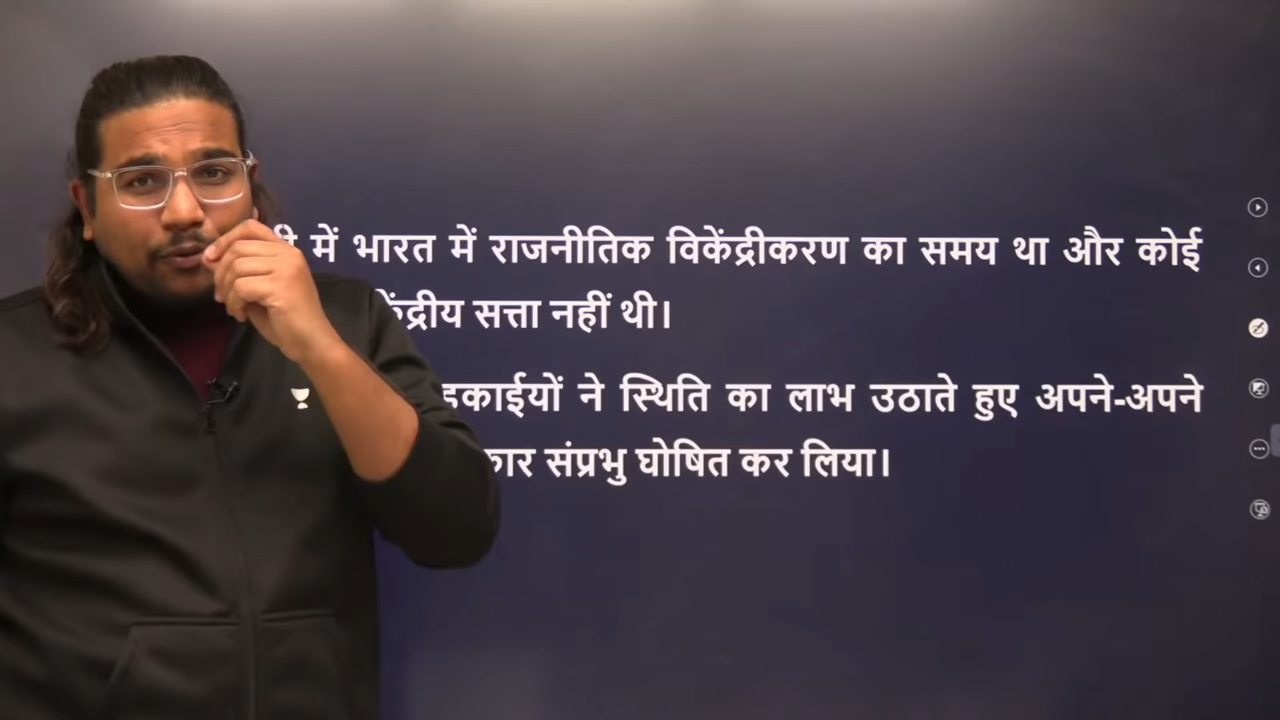 में भारत में राजनीतिक विकेंद्रीकरण का समय था और कोई
केंद्रीय सत्ता नहीं थी।
इकाईयों ने स्थिति का लाभ उठाते हुए अपने-अपने
संप्रभु घोषित कर लिया।